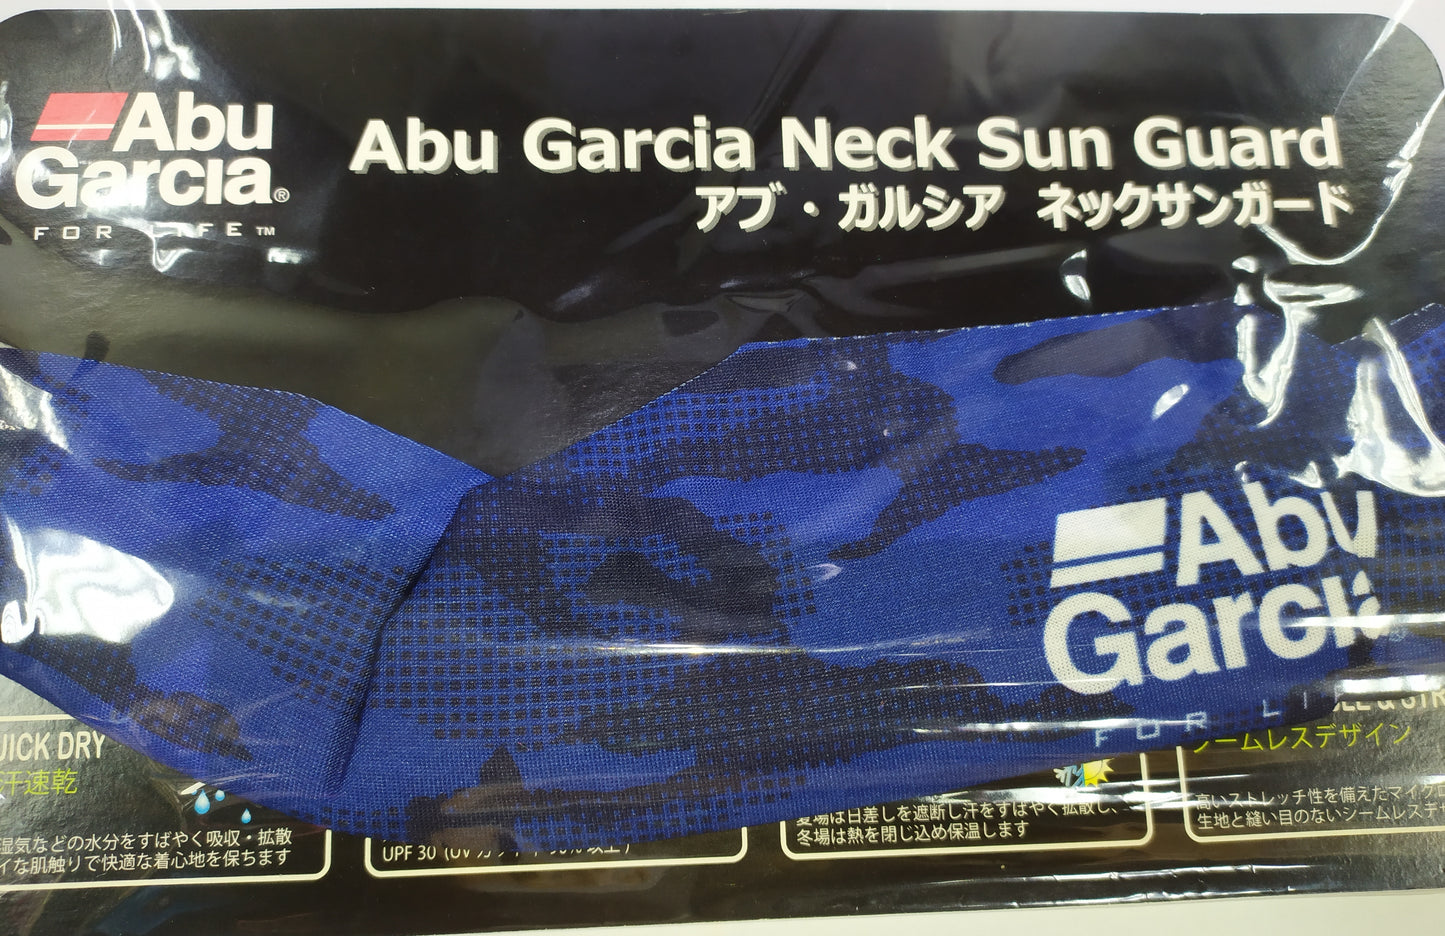 Abu
Garcia®
FOR LIFE™
Abu Garcia Neck Sun Guard
アブ・ガルシア ネックサンガード
Abu
Garcia
FOR LI
UICK DRY
汗速乾
湿気などの水分をすばやく吸収・拡散
イな肌触りで快適な着心地を保ちます
UPF 30
夏場は日差しを遮断し汗をすばやく拡散し、
冬場は熱を閉じ込め保温します
シームレスデザイン
高いストレッチ性を備えたマイクロ
生地と縫い目のないシームレスデ